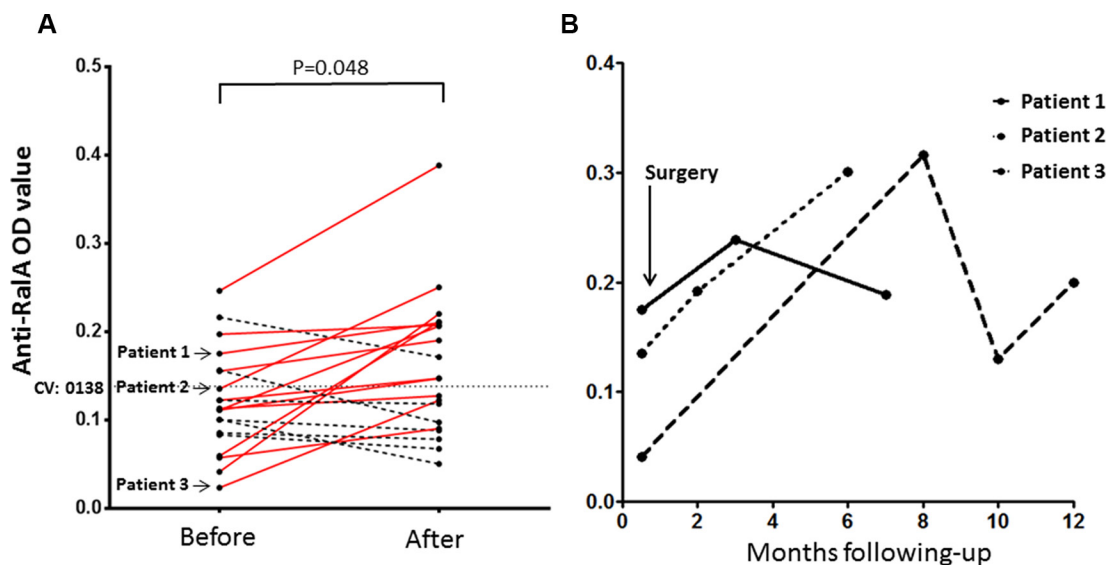 A
P=0.048
Anti-RalA OD value
0.5
0.4
0.3
0.2
0.1
0.0
CV: 0138
Patient 1
Patient 2
Patient 3
Before
After
B
0.4
0.3
0.2
0.1
0.0
Surgery
Patient 1
Patient 2
Patient 3
0 2 4 6 8 10 12
Months following-up